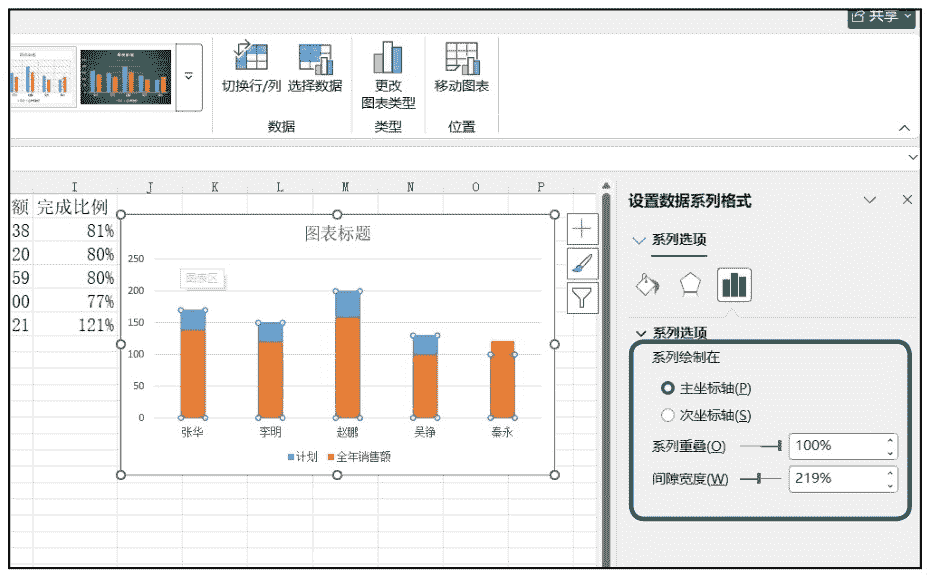 共享
切换行/列 选择数据 更改图表类型 移动图表
数据 类型 位置
I J K L M N O P
额 完成比例
38 81%
20 80%
59 80%
00 77%
21 121%
图表标题
图表区
250
200
150
100
50
0
张华 李明 赵鹏 吴铮 秦永
计划 全年销售额
设置数据系列格式
系列选项
系列选项
系列绘制在
主坐标轴(P)
次坐标轴(S)
系列重叠(O) 100%
间隙宽度(W) 219%